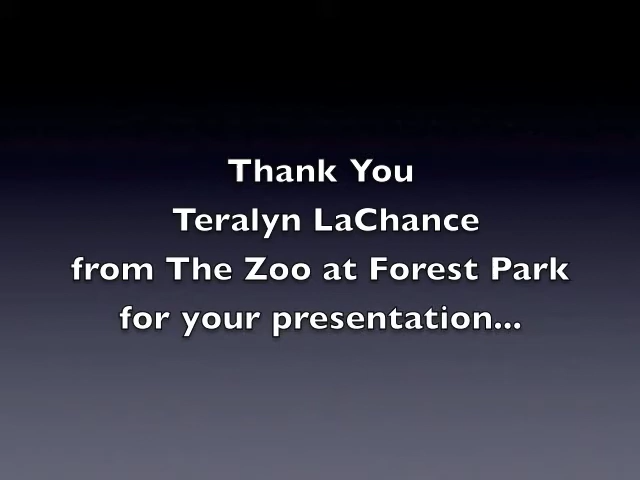 Thank You
Teralyn LaChance
from The Zoo at Forest Park
for your presentation...